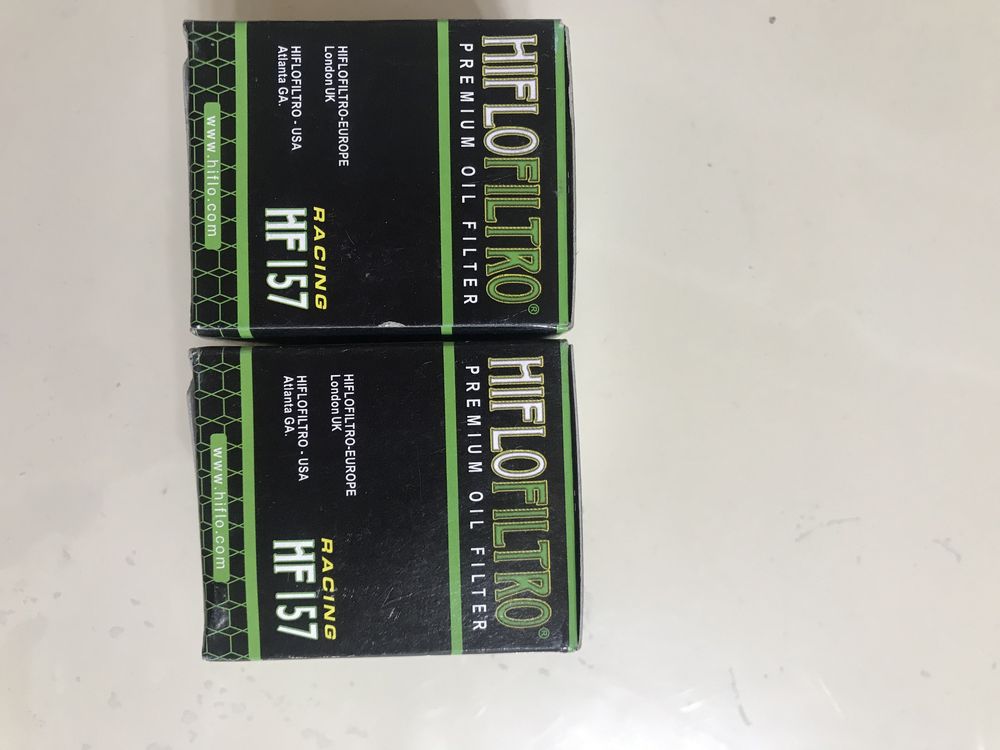 HIFLOFILTRO®
PREMIUM OIL FILTER
HIFLOFILTRO-EUROPE
London UK
HIFLOFILTRO - USA
Atlanta GA.
RACING
HF157
www.hiflo.com
HIFLOFILTRO®
PREMIUM OIL FILTER
HIFLOFILTRO-EUROPE
London UK
HIFLOFILTRO - USA
Atlanta GA.
RACING
HF157
www.hiflo.com